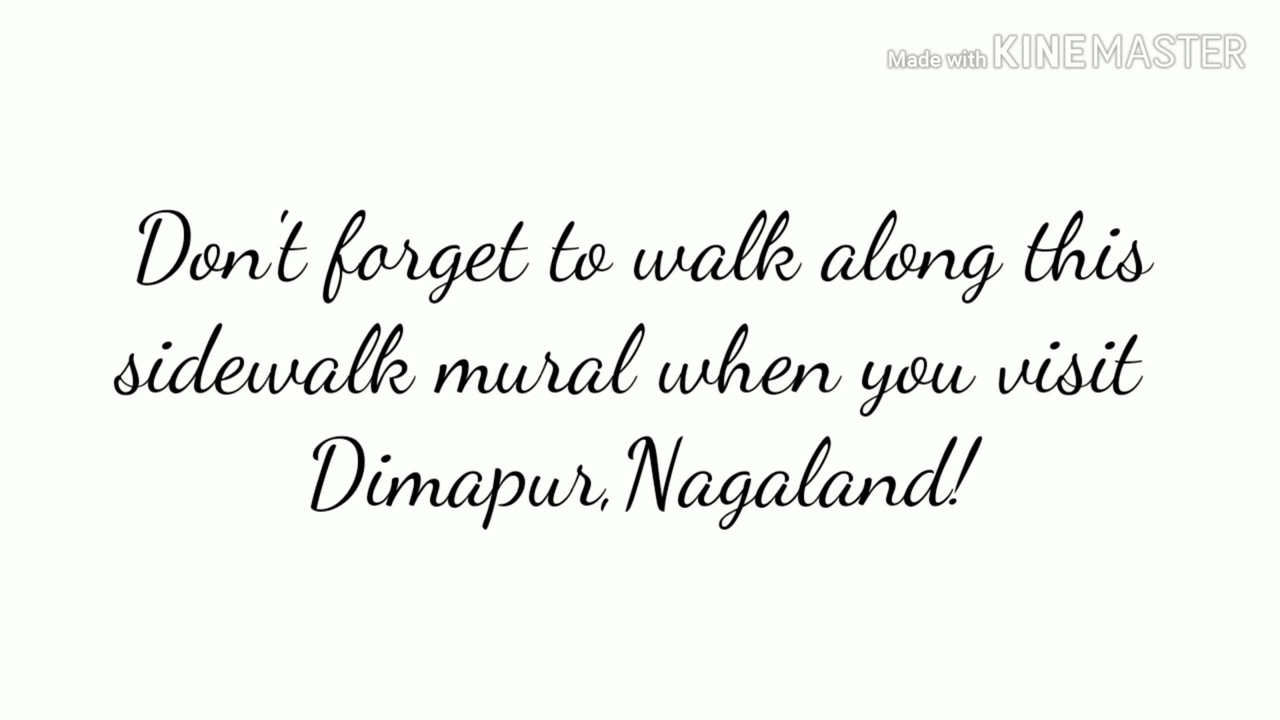 Made with KINEMASTER
Don't forget to walk along this
sidewalk mural when you visit
Dimapur, Nagaland!